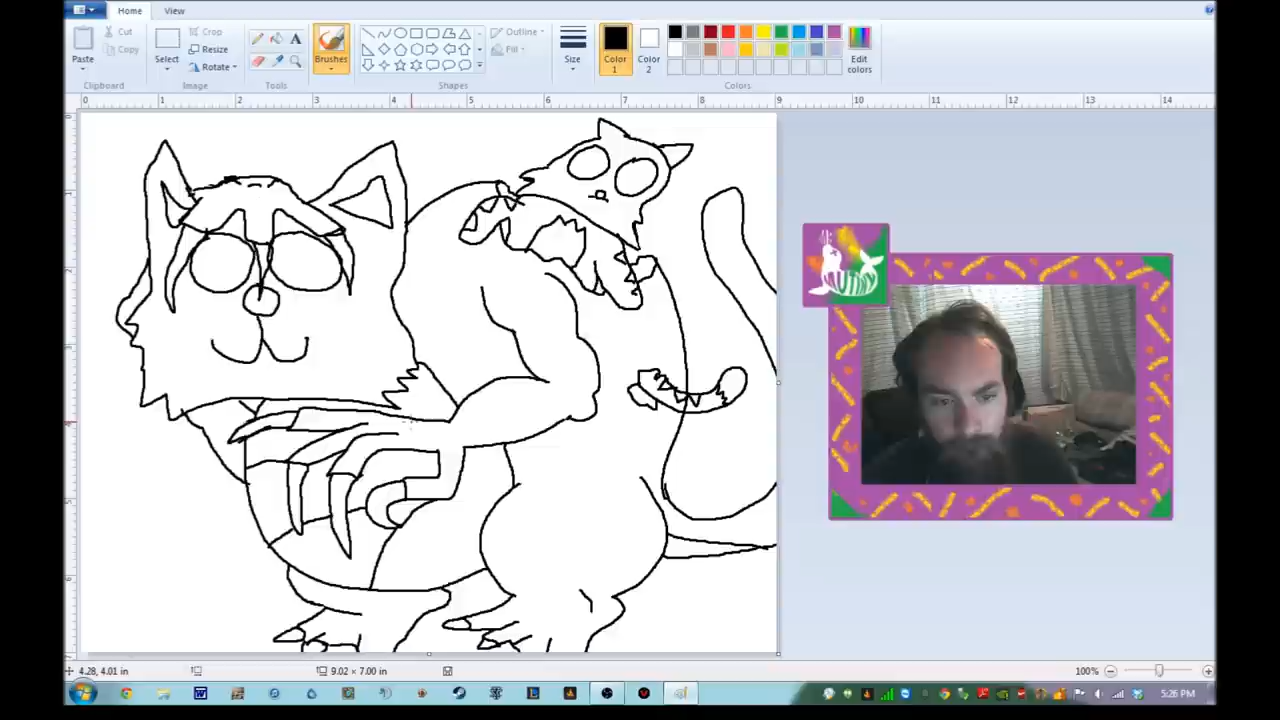 Home View
Paste
Cut
Copy
Clipboard
Select
Crop
Resize
Rotate
Image
A
Tools
Brushes
Outline
Fill
Shapes
Size
Color 1
Color 2
Edit colors
Colors
0 1 2 3 4 5 6 7 8 9 10 11 12 13 14
MUTINY
4.28, 4.01 in
9.02 × 7.00in
100%
5:26 PM